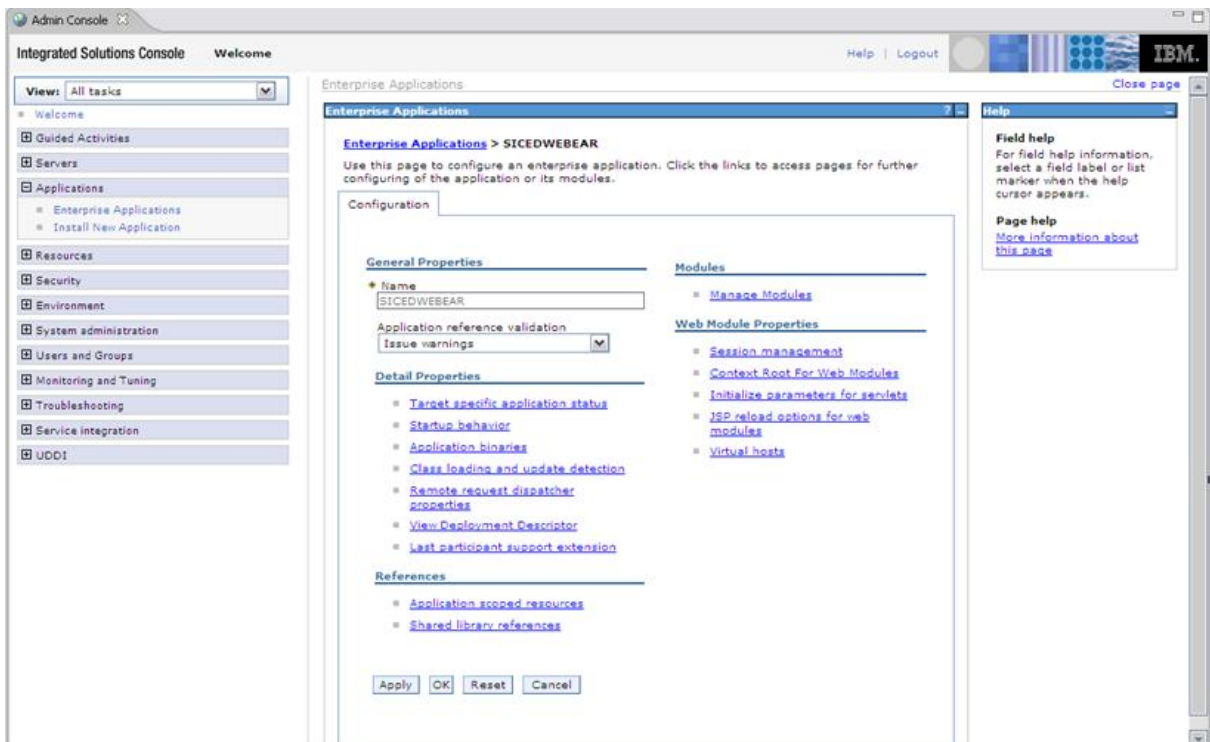 Admin Console
Integrated Solutions Console Welcome
Help | Logout
IBM.
View: All tasks
Welcome
Guided Activities
Servers
Applications
Enterprise Applications
Install New Application
Resources
Security
Environment
System administration
Users and Groups
Monitoring and Tuning
Troubleshooting
Service integration
UDDI
Enterprise Applications
Close page
Enterprise Applications ? -
Enterprise Applications > SICEDWEBEAR
Use this page to configure an enterprise application. Click the links to access pages for further
configuring of the application or its modules.
Configuration
General Properties
* Name
SICEDWEBEAR
Application reference validation
Issue warnings
Detail Properties
Target specific application status
Startup behavior
Application binaries
Class loading and update detection
Remote request dispatcher
properties
View Deployment Descriptor
Last participant support extension
References
Application scoped resources
Shared library references
Modules
Manage Modules
Web Module Properties
Session management
Context Root For Web Modules
Initialize parameters for servlets
JSP reload options for web
modules
Virtual hosts
Apply OK Reset Cancel
Help -
Field help
For field help information,
select a field label or list
marker when the help
cursor appears.
Page help
More information about
this page